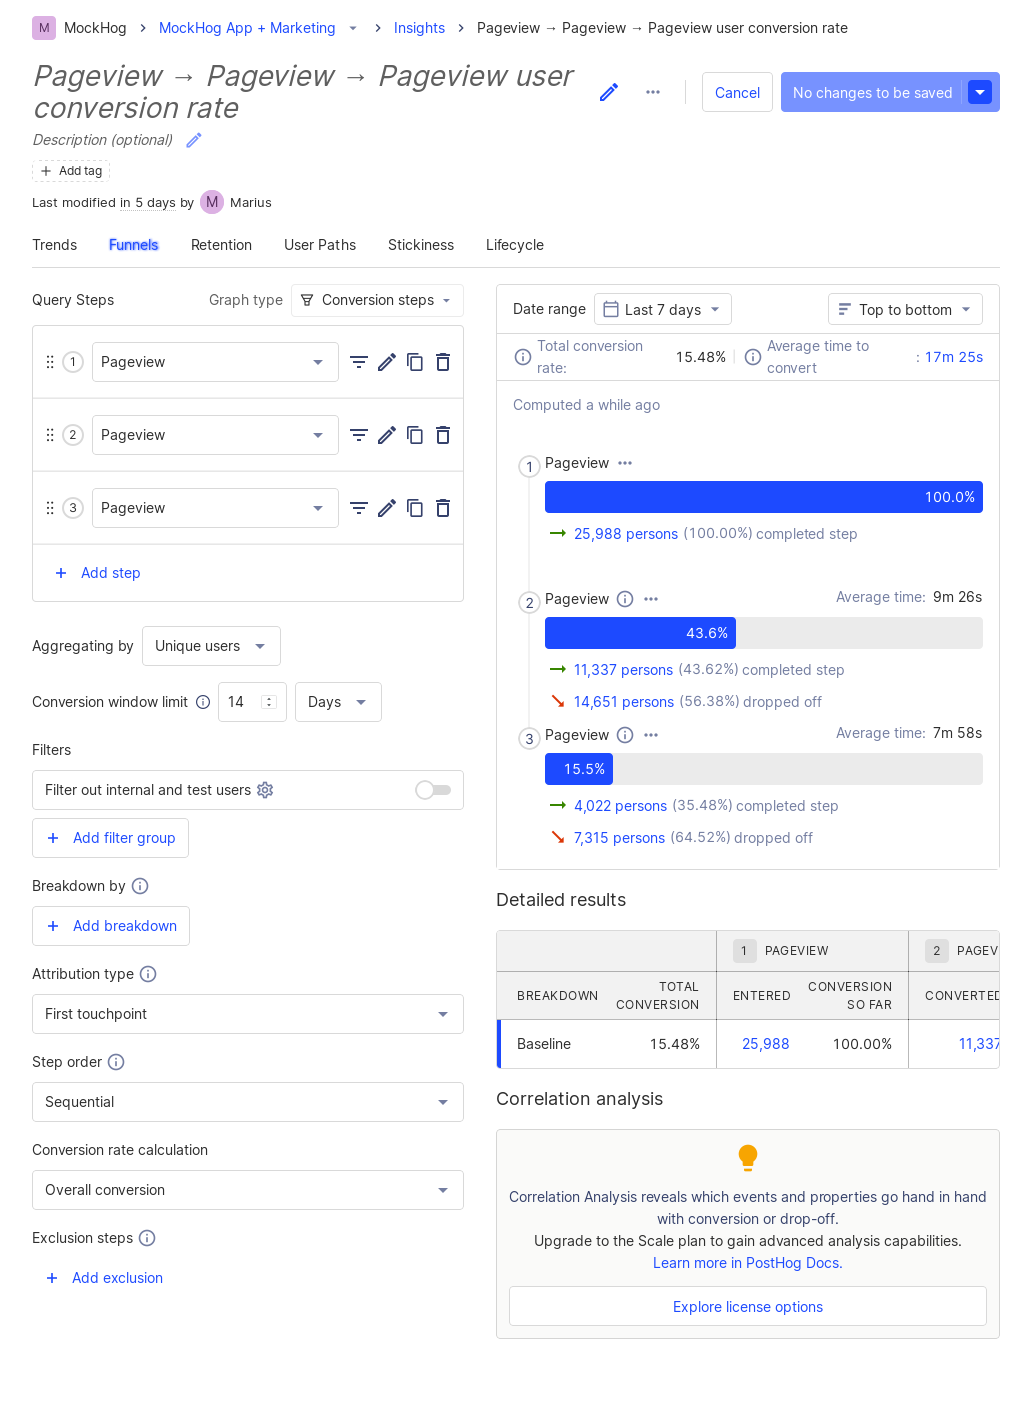 M MockHog > MockHog App + Marketing > Insights > Pageview → Pageview → Pageview user conversion rate
Pageview → Pageview → Pageview user
conversion rate
Cancel
No changes to be saved
Description (optional)
Add tag
Last modified in 5 days by M Marius
Trends Funnels Retention User Paths Stickiness Lifecycle
Query Steps
Graph type
Conversion steps
1 Pageview
2 Pageview
3 Pageview
+ Add step
Aggregating by Unique users
Conversion window limit 14 Days
Filters
Filter out internal and test users
+ Add filter group
Breakdown by
+ Add breakdown
Attribution type
First touchpoint
Step order
Sequential
Conversion rate calculation
Overall conversion
Exclusion steps
+ Add exclusion
Date range Last 7 days Top to bottom
Total conversion
rate:
15.48%
Average time to
convert
: 17m 25s
Computed a while ago
1 Pageview
100.0%
→ 25,988 persons (100.00%) completed step
2 Pageview Average time: 9m 26s
43.6%
→ 11,337 persons (43.62%) completed step
14,651 persons (56.38%) dropped off
3 Pageview Average time: 7m 58s
15.5%
→ 4,022 persons (35.48%) completed step
7,315 persons (64.52%) dropped off
Detailed results
1 PAGEVIEW 2 PAGEV
BREAKDOWN
TOTAL
CONVERSION
ENTERED
CONVERSION
SO FAR
CONVERTED
Baseline 15.48% 25,988 100.00% 11,337
Correlation analysis
Correlation Analysis reveals which events and properties go hand in hand
with conversion or drop-off.
Upgrade to the Scale plan to gain advanced analysis capabilities.
Learn more in PostHog Docs.
Explore license options